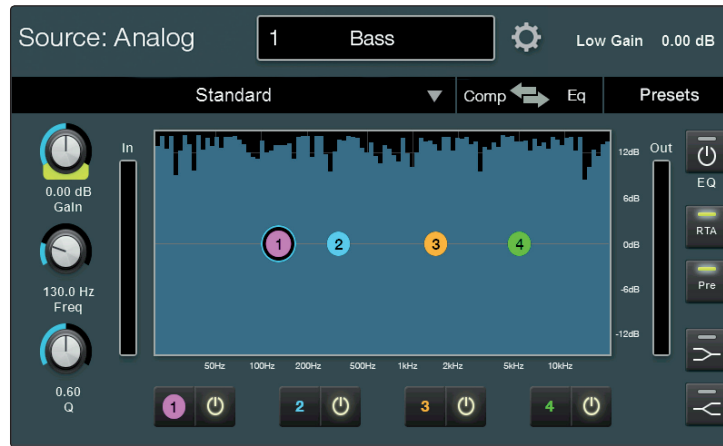 Source: Analog
1 Bass
Low Gain 0.00 dB
Standard
Comp Eq
Presets
In
Out
0.00 dB
Gain
130.0 Hz
Freq
0.60
Q
1 2 3 4
12dB
6dB
0dB
-6dB
-12dB
50Hz 100Hz 200Hz 500Hz 1kHz 2kHz 5kHz 10kHz
EQ
RTA
Pre
1 2 3 4